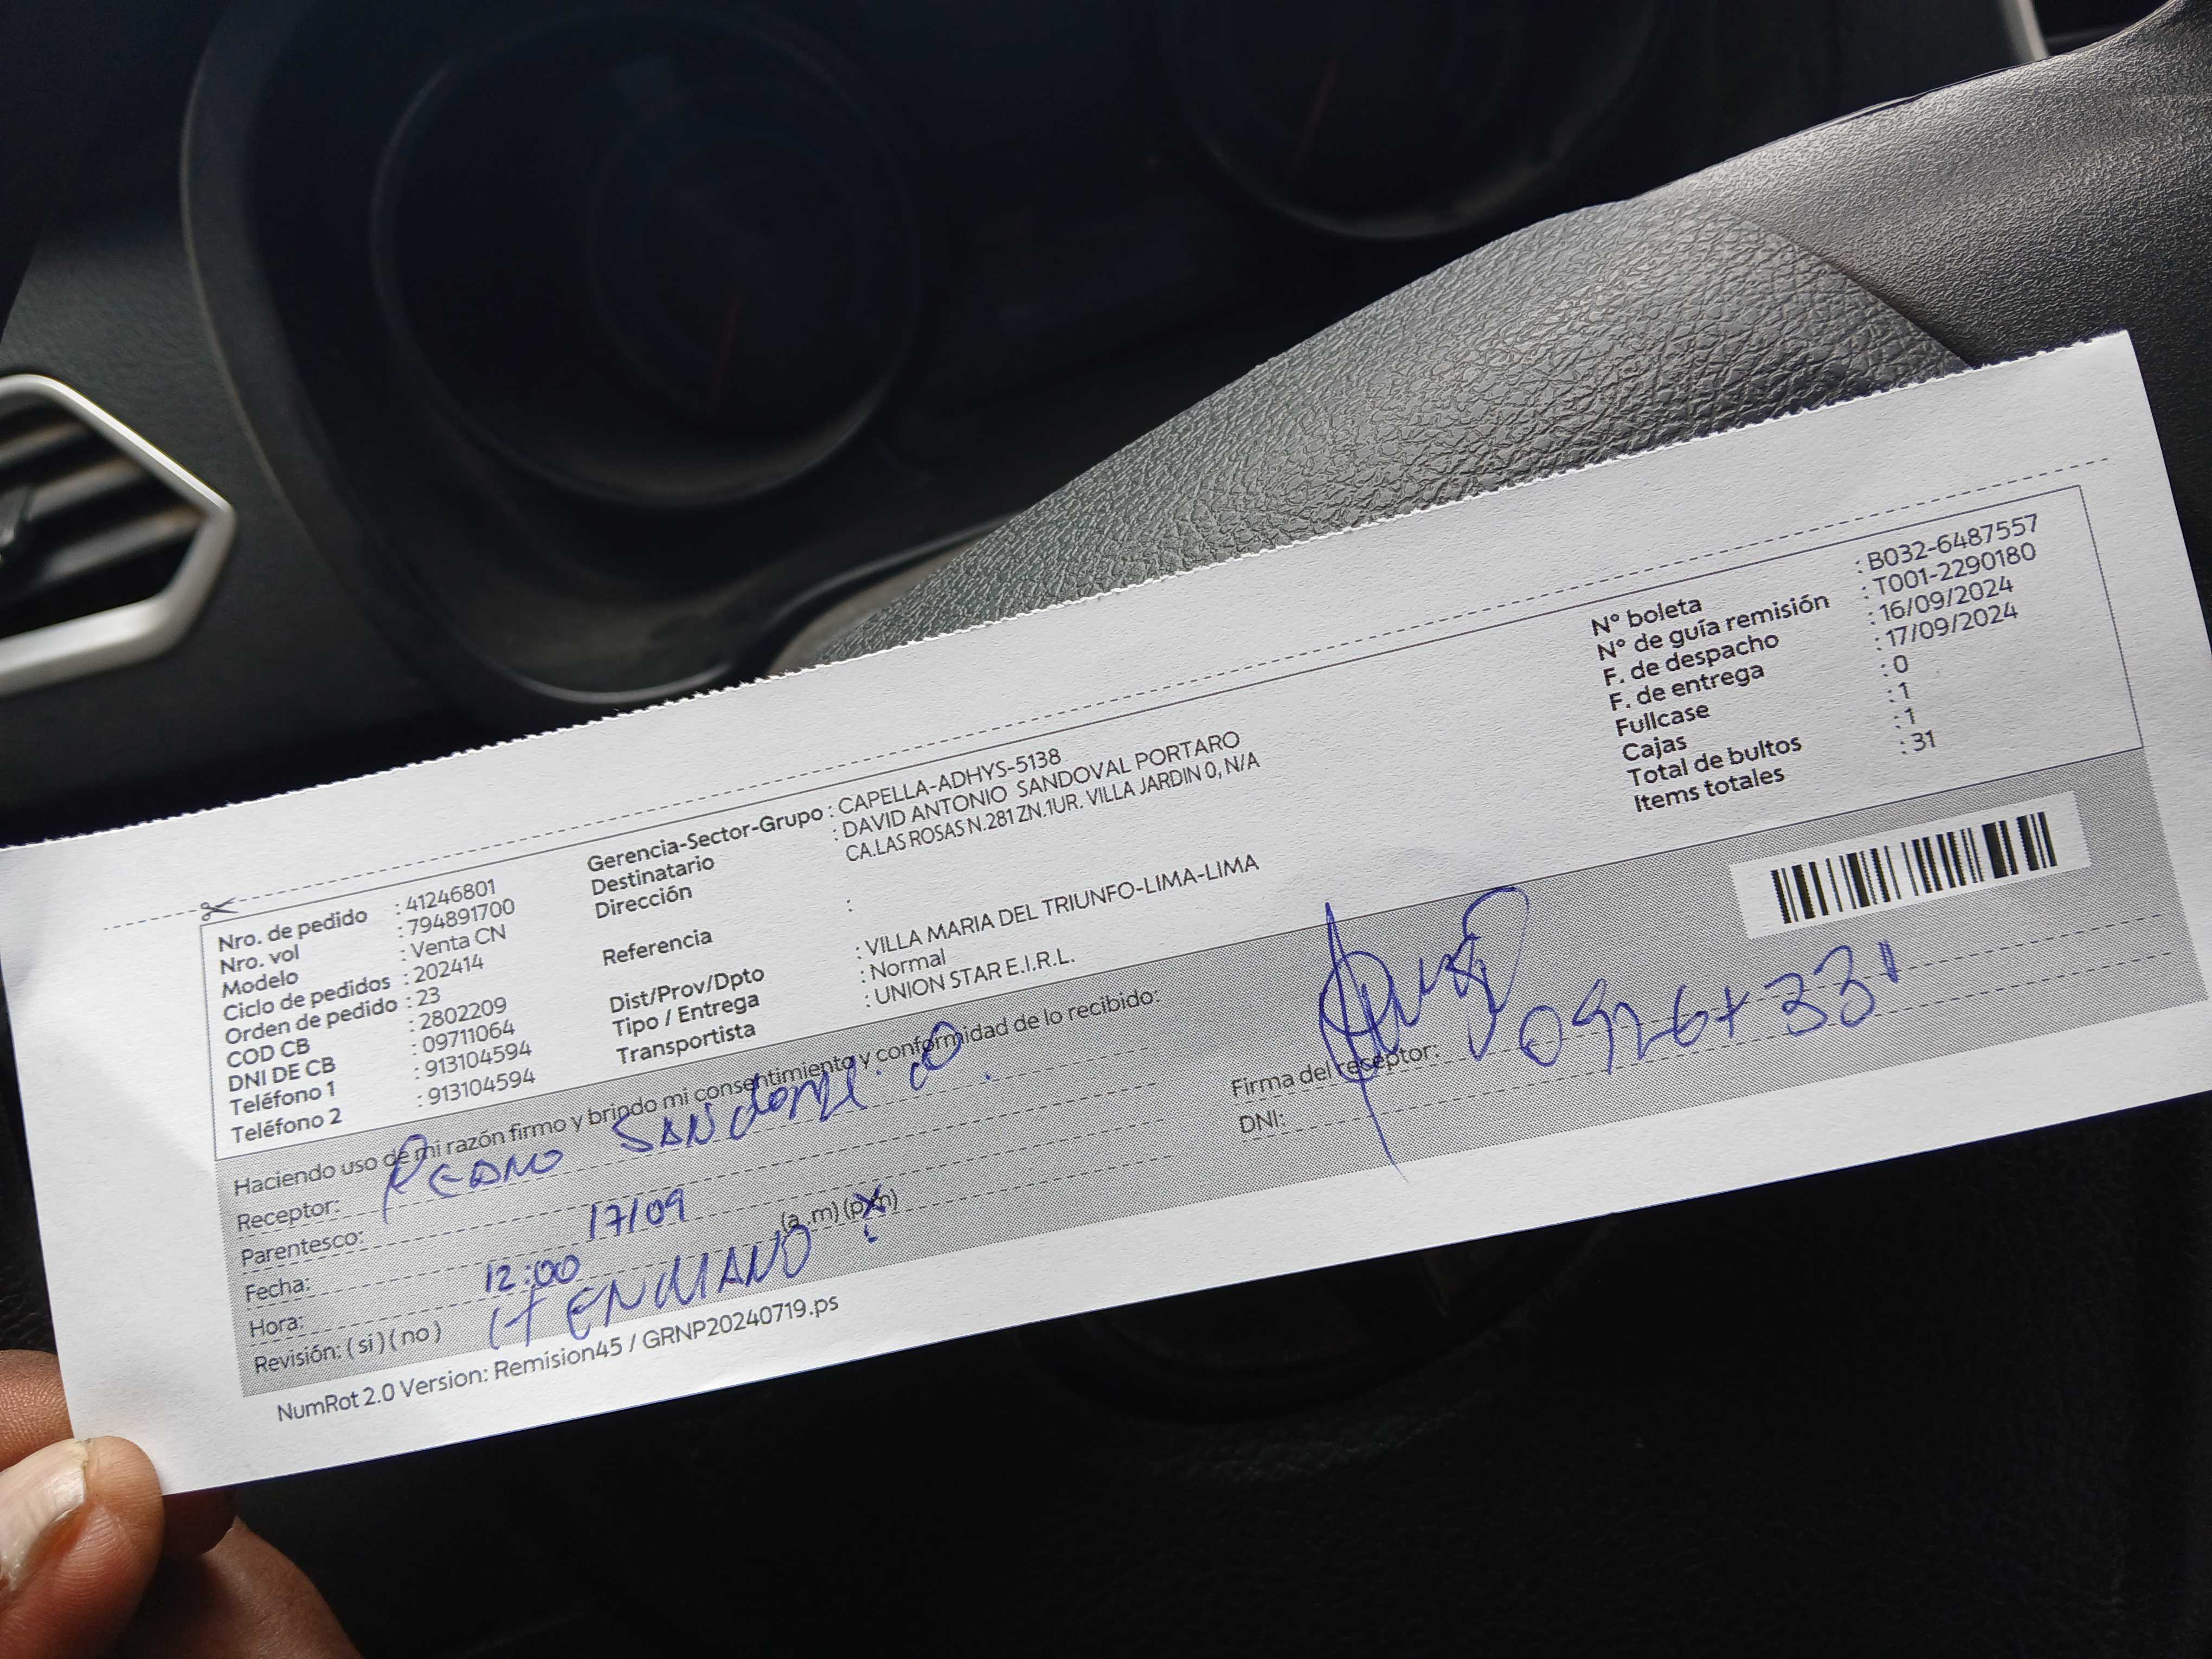 Nro. de pedido : 41246801
Nro. vol : 794891700
Modelo : Venta CN
Ciclo de pedidos : 202414
Orden de pedido : 23
COD CB : 2802209
DNI DE CB : 09711064
Teléfono 1 : 913104594
Teléfono 2 : 913104594
Gerencia-Sector-Grupo : CAPELLA-ADHYS-5138
Destinatario : DAVID ANTONIO SANDOVAL PORTARO
Dirección CA.LAS ROSAS N.281 ZN.1UR. VILLA JARDIN 0, N/A
Referencia :
Dist/Prov/Dpto : VILLA MARIA DEL TRIUNFO-LIMA-LIMA
Tipo / Entrega : Normal
Transportista : UNION STAR E.I.R.L.
N° boleta : B032-6487557
N° de guía remisión : T001-2290180
F. de despacho : 16/09/2024
F. de entrega : 17/09/2024
Fullcase : 0
Cajas : 1
Total de bultos : 1
Items totales : 31
Haciendo uso de mi razón firmo y brindo mi consentimiento y conformidad de lo recibido:
Receptor: PEDRO
Parentesco:
Fecha: 17/09
Hora: 12:00 (a m) (p m)
Revisión: ( si ) ( no )
Firma del receptor:
DNI:
NumRot 2.0 Version: Remision45 / GRNP20240719.ps